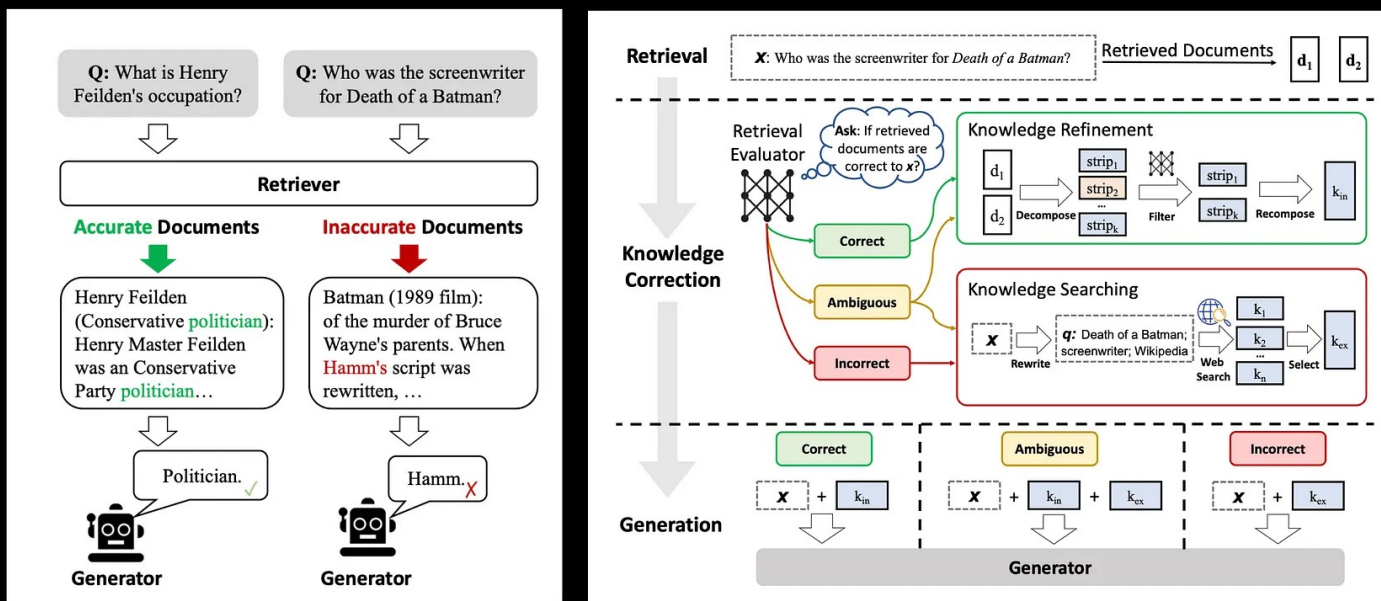 Q: What is Henry
Feilden's occupation?
Q: Who was the screenwriter
for Death of a Batman?
Retriever
Accurate Documents
Inaccurate Documents
Henry Feilden
(Conservative politician):
Henry Master Feilden
was an Conservative
Party politician…
Batman (1989 film):
of the murder of Bruce
Wayne's parents. When
Hamm's script was
rewritten, …
Politician.
Hamm.
Generator
Generator
Retrieval
x: Who was the screenwriter for Death of a Batman?
Retrieved Documents
d1
d2
Retrieval
Evaluator
Ask: If retrieved
documents are
correct to x?
Knowledge
Correction
Correct
Ambiguous
Incorrect
Knowledge Refinement
d1
d2
Decompose
strip1
strip2
...
stripk
Filter
strip1
stripk
Recompose
kin
Knowledge Searching
x
Rewrite
q: Death of a Batman;
screenwriter; Wikipedia
Web
Search
k1
k2
...
kn
Select
kex
Generation
Correct
x + kin
Ambiguous
x + kin + kex
Incorrect
x + kex
Generator